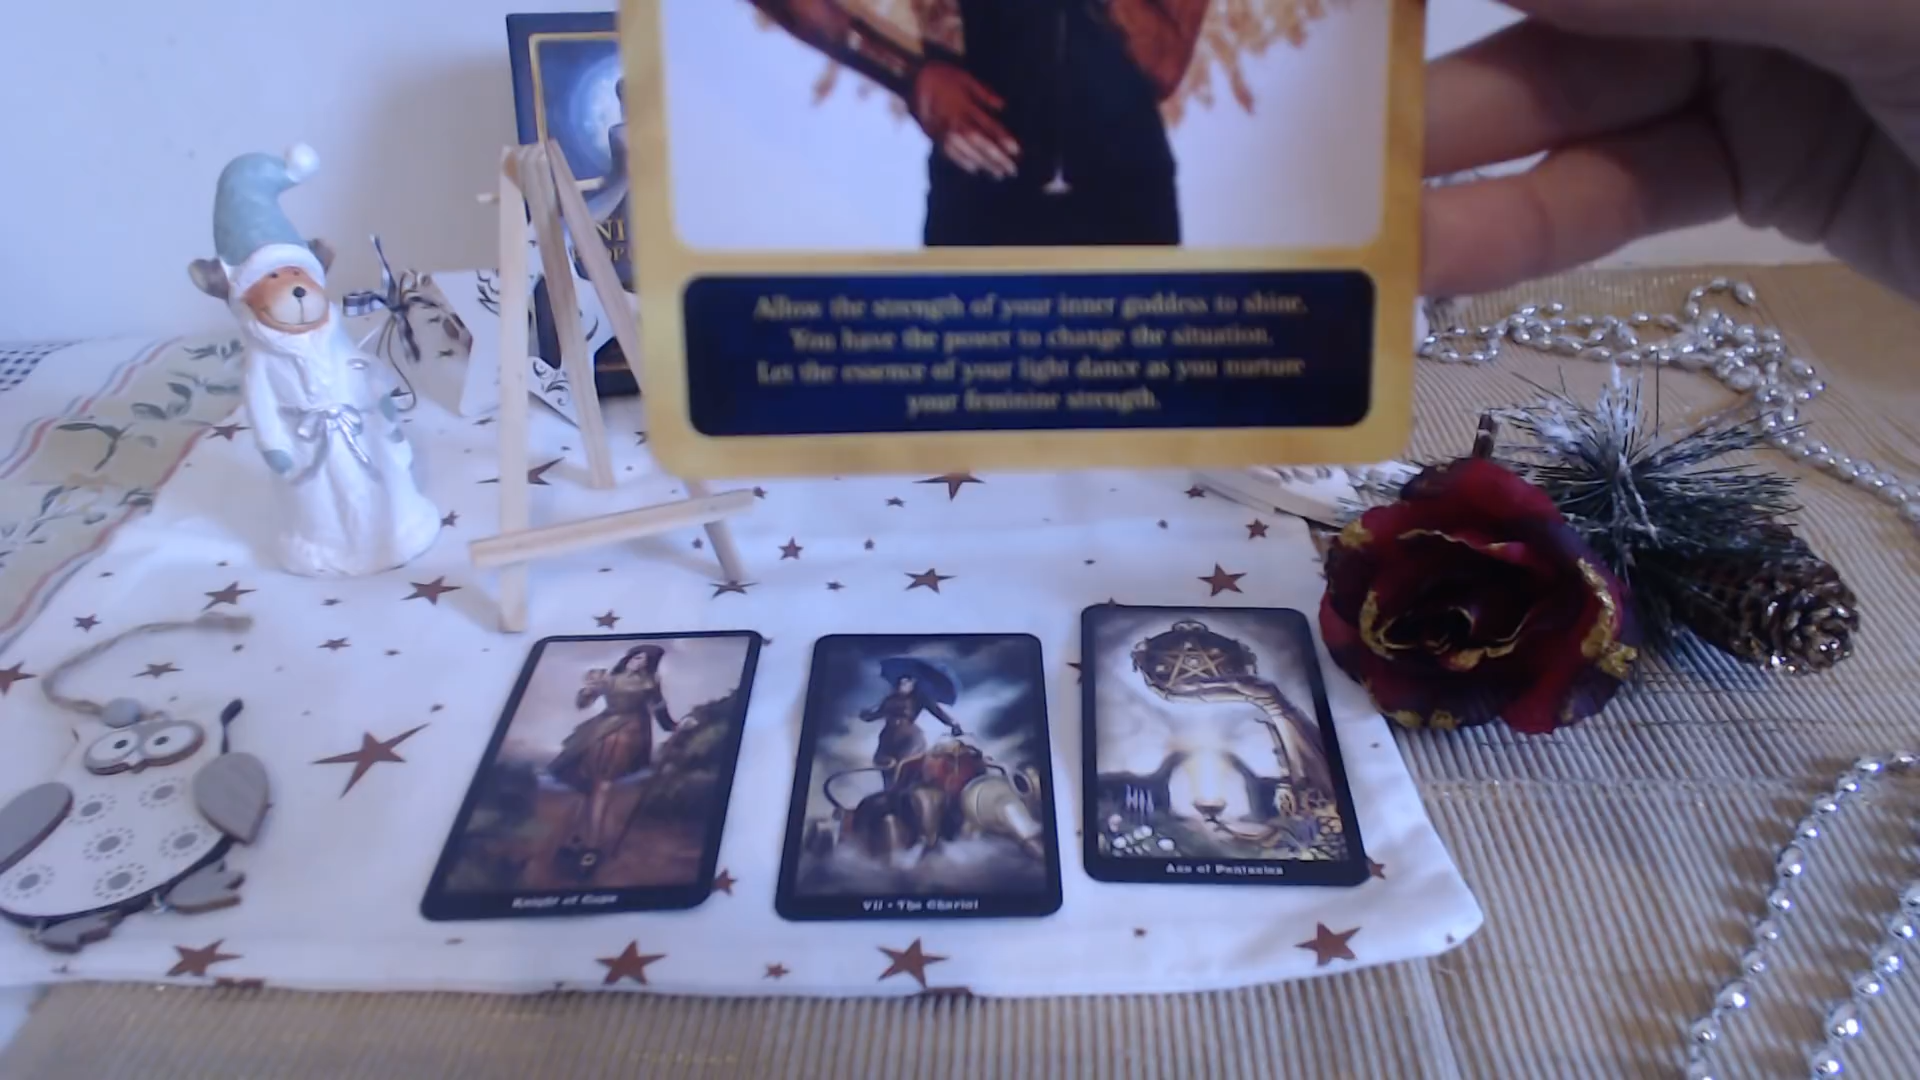 Allow the strength of your inner goddess to shine.
You have the power to change the situation.
Let the essence of your light dance as you nurture
your feminine strength.
Knight of Cups
VII • The Chariot
Ace of Pentacles